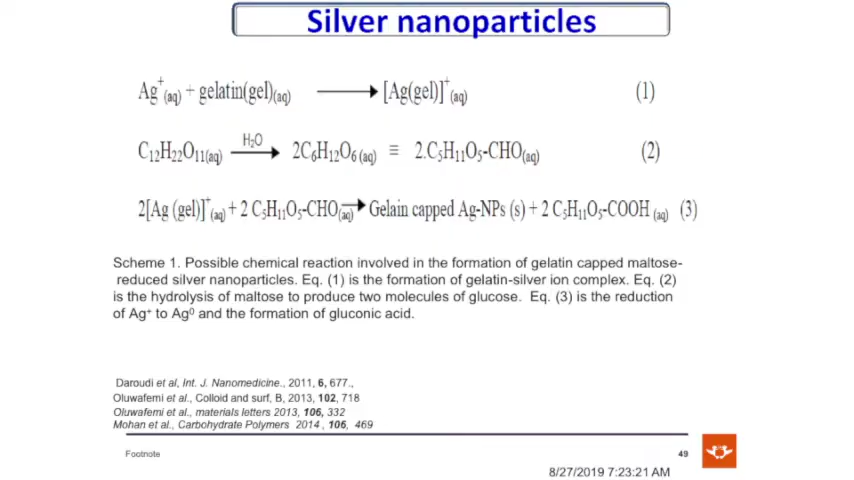 Silver nanoparticles
Ag⁺(aq) + gelatin(gel)(aq) ⟶ [Ag(gel)]⁺(aq) (1)
C₁₂H₂₂O₁₁(aq) —H₂O→ 2C₆H₁₂O₆ (aq) ≡ 2.C₅H₁₁O₅-CHO(aq) (2)
2[Ag (gel)]⁺(aq) + 2 C₅H₁₁O₅-CHO(aq) → Gelain capped Ag-NPs (s) + 2 C₅H₁₁O₅-COOH (aq) (3)
Scheme 1. Possible chemical reaction involved in the formation of gelatin capped maltose-
reduced silver nanoparticles. Eq. (1) is the formation of gelatin-silver ion complex. Eq. (2)
is the hydrolysis of maltose to produce two molecules of glucose. Eq. (3) is the reduction
of Ag⁺ to Ag⁰ and the formation of gluconic acid.
Daroudi et al, Int. J. Nanomedicine., 2011, 6, 677.,
Oluwafemi et al., Colloid and surf, B, 2013, 102, 718
Oluwafemi et al., materials letters 2013, 106, 332
Mohan et al., Carbohydrate Polymers 2014 , 106, 469
Footnote 49
8/27/2019 7:23:21 AM